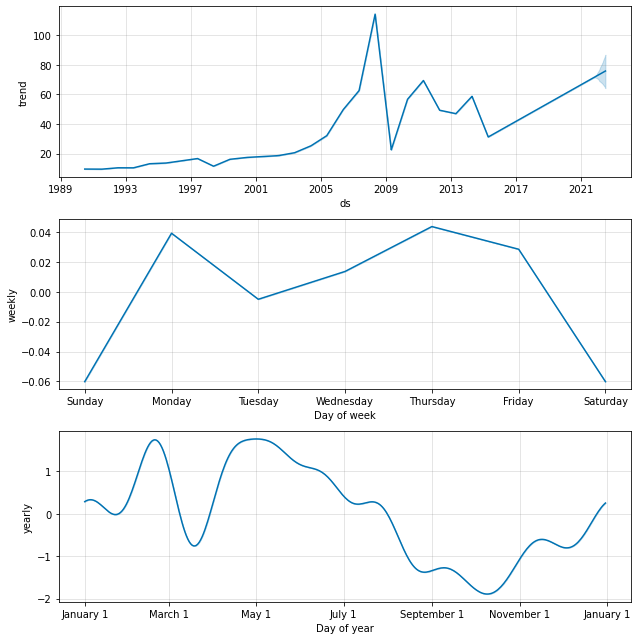 100
80
60
40
20
trend
1989 1993 1997 2001 2005 2009 2013 2017 2021
ds
0.04
0.02
0.00
−0.02
−0.04
−0.06
weekly
Sunday Monday Tuesday Wednesday Thursday Friday Saturday
Day of week
1
0
−1
−2
yearly
January 1 March 1 May 1 July 1 September 1 November 1 January 1
Day of year